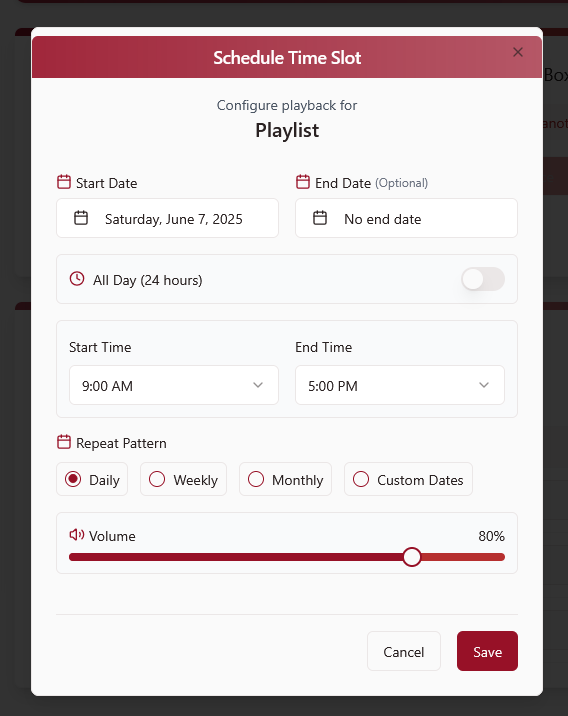 Schedule Time Slot
Box
Configure playback for
Playlist
anot
Start Date
End Date (Optional)
Saturday, June 7, 2025
No end date
All Day (24 hours)
Start Time
End Time
9:00 AM
5:00 PM
Repeat Pattern
Daily
Weekly
Monthly
Custom Dates
Volume
80%
Cancel
Save